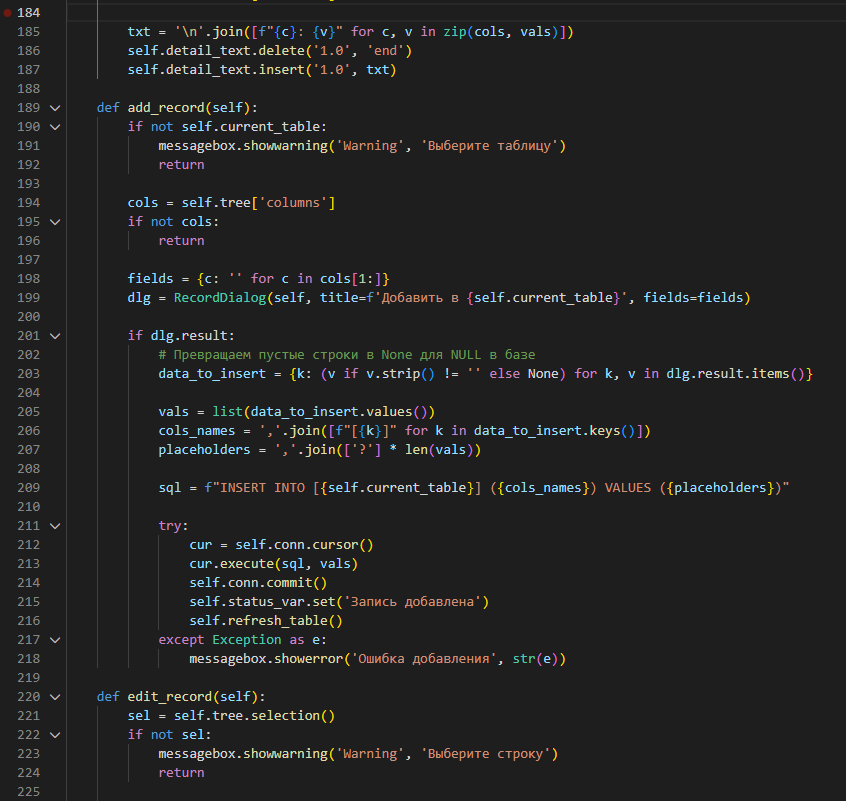 184
185 txt = '\n'.join([f"{c}: {v}" for c, v in zip(cols, vals)])
186 self.detail_text.delete('1.0', 'end')
187 self.detail_text.insert('1.0', txt)
188
189 def add_record(self):
190 if not self.current_table:
191 messagebox.showwarning('Warning', 'Выберите таблицу')
192 return
193
194 cols = self.tree['columns']
195 if not cols:
196 return
197
198 fields = {c: '' for c in cols[1:]}
199 dlg = RecordDialog(self, title=f'Добавить в {self.current_table}', fields=fields)
200
201 if dlg.result:
202 # Превращаем пустые строки в None для NULL в базе
203 data_to_insert = {k: (v if v.strip() != '' else None) for k, v in dlg.result.items()}
204
205 vals = list(data_to_insert.values())
206 cols_names = ','.join([f"[{k}]" for k in data_to_insert.keys()])
207 placeholders = ','.join(['?'] * len(vals))
208
209 sql = f"INSERT INTO [{self.current_table}] ({cols_names}) VALUES ({placeholders})"
210
211 try:
212 cur = self.conn.cursor()
213 cur.execute(sql, vals)
214 self.conn.commit()
215 self.status_var.set('Запись добавлена')
216 self.refresh_table()
217 except Exception as e:
218 messagebox.showerror('Ошибка добавления', str(e))
219
220 def edit_record(self):
221 sel = self.tree.selection()
222 if not sel:
223 messagebox.showwarning('Warning', 'Выберите строку')
224 return
225